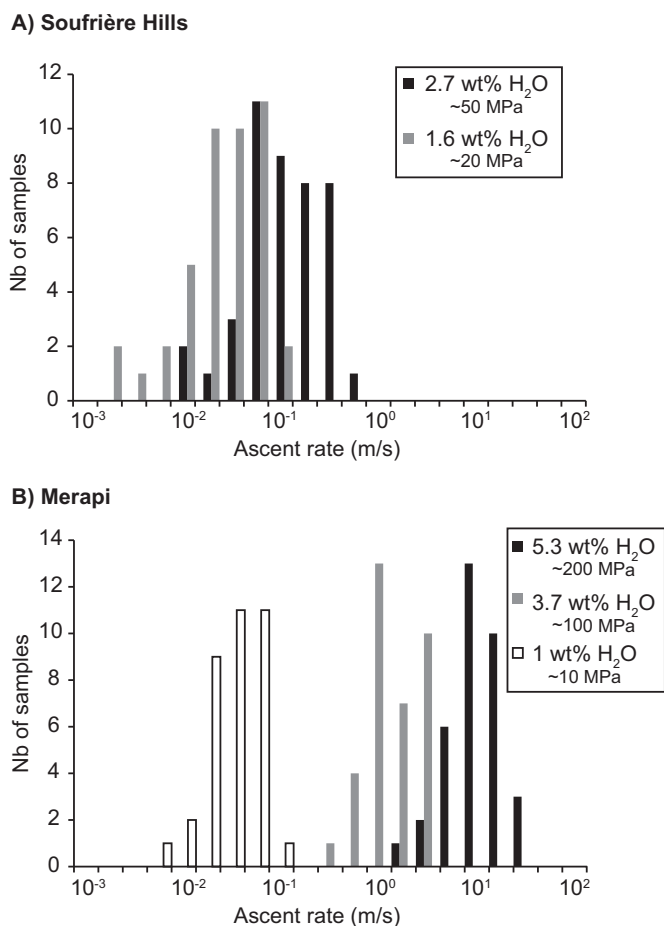 A) Soufrière Hills
12
10
8
6
4
2
0
Nb of samples
2.7 wt% H₂O
~50 MPa
1.6 wt% H₂O
~20 MPa
10⁻³ 10⁻² 10⁻¹ 10⁰ 10¹ 10²
Ascent rate (m/s)
B) Merapi
14
12
10
8
6
4
2
0
Nb of samples
5.3 wt% H₂O
~200 MPa
3.7 wt% H₂O
~100 MPa
1 wt% H₂O
~10 MPa
10⁻³ 10⁻² 10⁻¹ 10⁰ 10¹ 10²
Ascent rate (m/s)